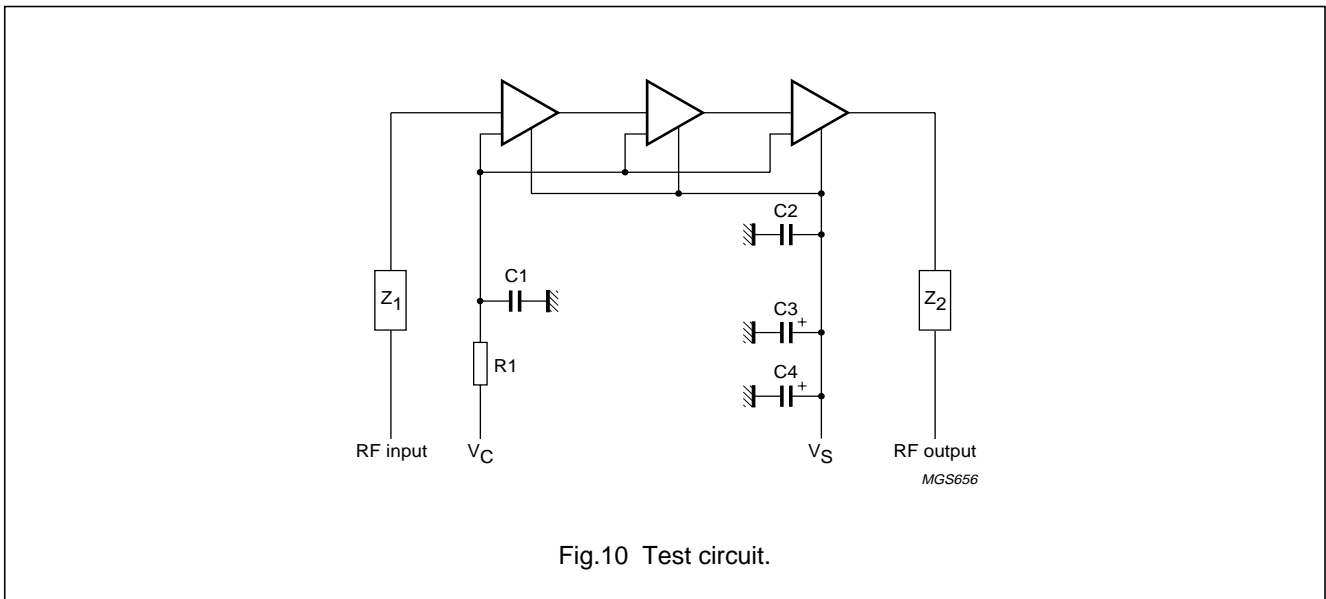 C2
C1
Z1
Z2
C3
+
R1
C4
+
RF input
VC
VS
RF output
MGS656
Fig.10 Test circuit.